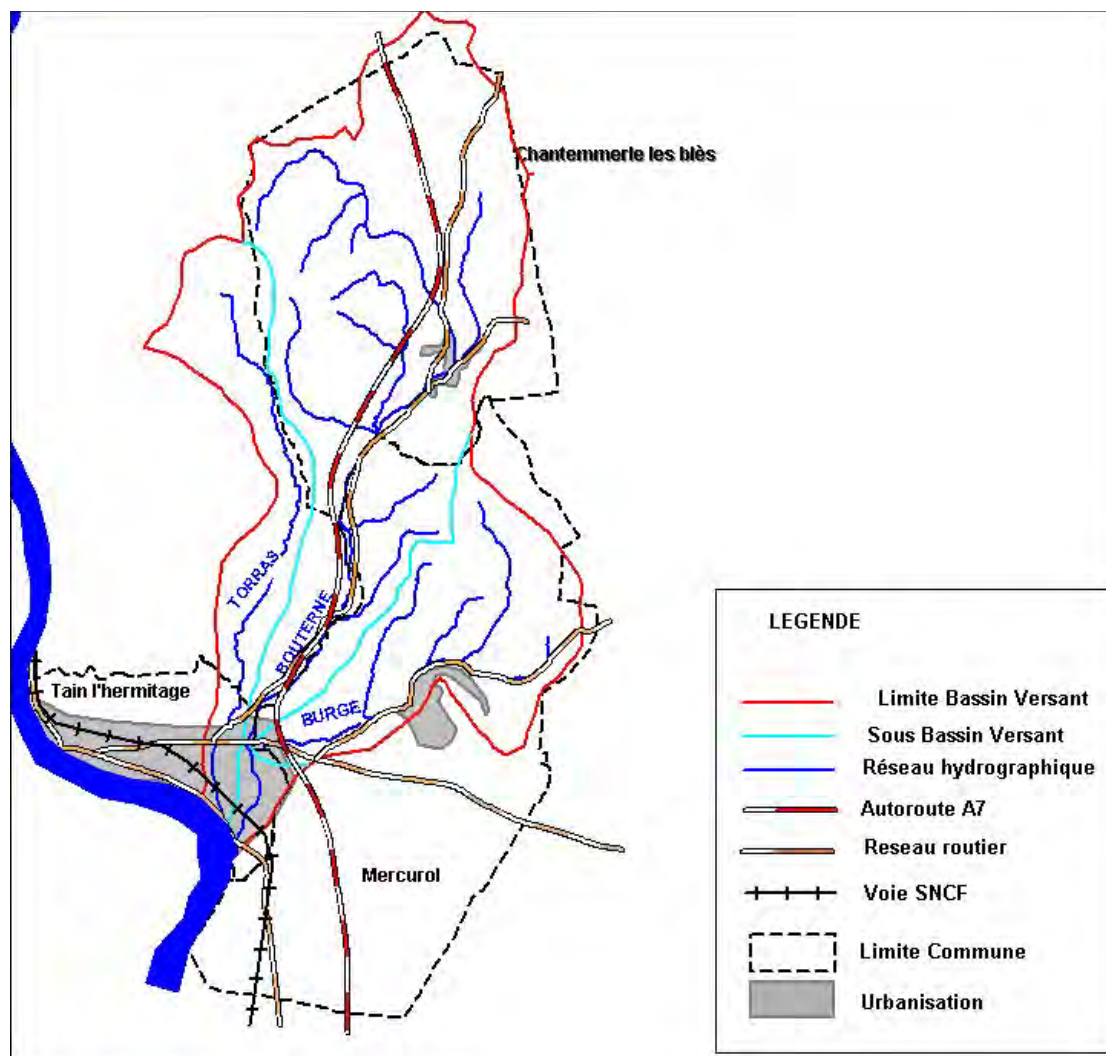 Chantemmerle les blès
TORRAS
BOUTERNE
BURGE
Tain l'hermitage
Mercurol
LEGENDE
Limite Bassin Versant
Sous Bassin Versant
Réseau hydrographique
Autoroute A7
Reseau routier
Voie SNCF
Limite Commune
Urbanisation